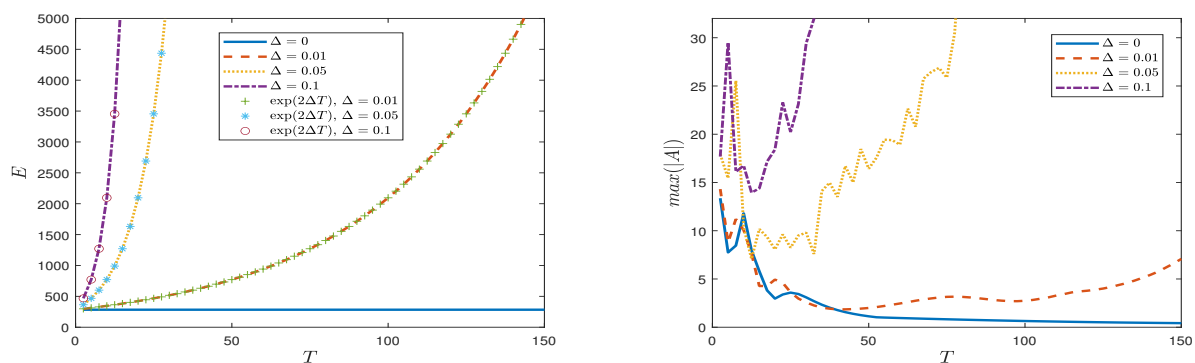 5000
4500
4000
3500
3000
2500
2000
1500
1000
500
0
E
0
50
100
150
T
Δ = 0
Δ = 0.01
Δ = 0.05
Δ = 0.1
exp(2ΔT), Δ = 0.01
exp(2ΔT), Δ = 0.05
exp(2ΔT), Δ = 0.1
30
25
20
15
10
5
0
max(|A|)
0
50
100
150
T
Δ = 0
Δ = 0.01
Δ = 0.05
Δ = 0.1